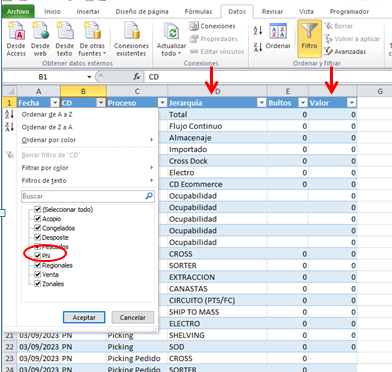 Archivo Inicio Insertar Diseño de página Fórmulas Datos Revisar Vista Programador
Desde Access
Desde web
Desde texto
De otras fuentes
Conexiones existentes
Actualizar todo
Conexiones
Propiedades
Editar vínculos
Ordenar
Filtro
Borrar
Volver a aplicar
Avanzadas
Obtener datos externos Conexiones Ordenar y filtrar
B1 fx CD
A B C D E F G
1 Fecha CD Proceso Jerarquía Bultos Valor
Ordenar de A a Z
Ordenar de Z a A
Ordenar por color
Borrar filtro de "CD"
Filtrar por color
Filtros de texto
Buscar
(Seleccionar todo)
Acopio
Congelados
Desposte
Pescados
PN
Regionales
Venta
Zonales
Aceptar Cancelar
Total 0 0
Flujo Continuo 0 0
Almacenaje 0 0
Importado 0 0
Cross Dock 0 0
Electro 0 0
CD Ecommerce 0 0
Ocupabilidad 0
Ocupabilidad 0
Ocupabilidad 0
Ocupabilidad 0
Ocupabilidad 0
CROSS 0 0
SORTER 0 0
EXTRACCION 0 0
CANASTAS 0 0
CIRCUITO (PTS/FC) 0 0
SHIP TO MASS 0 0
ELECTRO 0 0
21 03/09/2023 PN Picking SHELVING 0 0
22 03/09/2023 PN Picking SOD 0 0
23 03/09/2023 PN Picking Pedido CROSS 0
24 03/09/2023 PN Picking Pedido SORTER 0